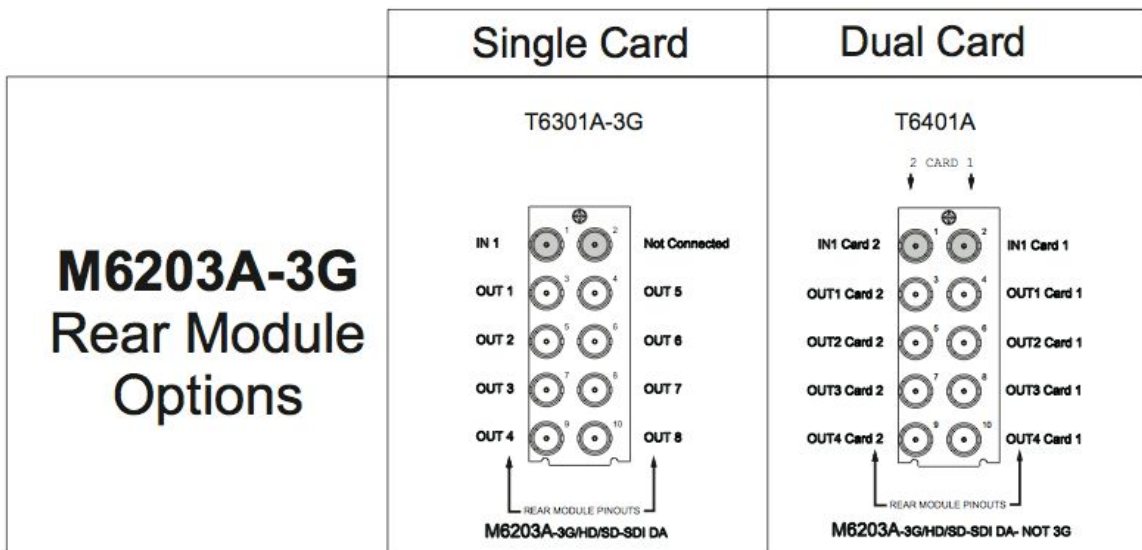 Single Card
Dual Card
M6203A-3G
Rear Module
Options
T6301A-3G
IN 1 1 2 Not Connected
OUT 1 3 4 OUT 5
OUT 2 5 6 OUT 6
OUT 3 7 8 OUT 7
OUT 4 9 10 OUT 8
REAR MODULE PINOUTS
M6203A-3G/HD/SD-SDI DA
T6401A
2 CARD 1
IN1 Card 2 1 2 IN1 Card 1
OUT1 Card 2 3 4 OUT1 Card 1
OUT2 Card 2 5 6 OUT2 Card 1
OUT3 Card 2 7 8 OUT3 Card 1
OUT4 Card 2 9 10 OUT4 Card 1
REAR MODULE PINOUTS
M6203A-3G/HD/SD-SDI DA- NOT 3G